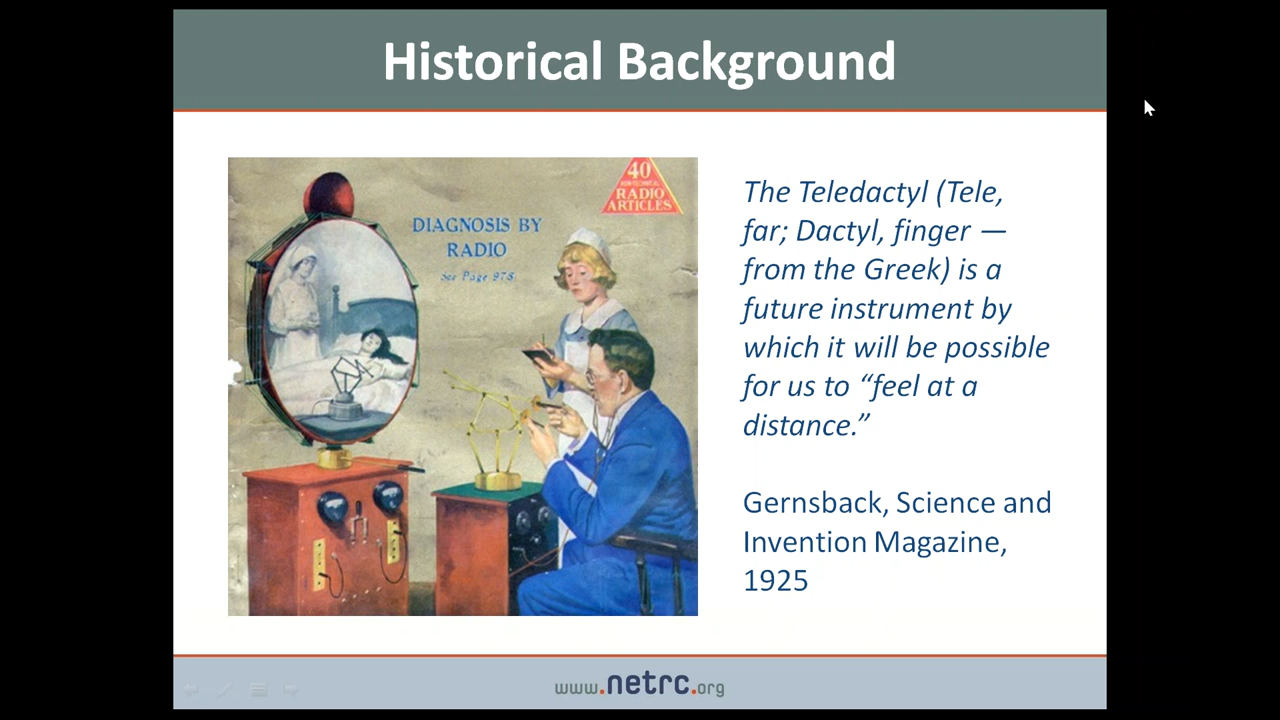 Historical Background
40
NON-TECHNICAL
RADIO
ARTICLES
DIAGNOSIS BY
RADIO
See Page 978
The Teledactyl (Tele,
far; Dactyl, finger —
from the Greek) is a
future instrument by
which it will be possible
for us to “feel at a
distance.”
Gernsback, Science and
Invention Magazine,
1925
www.netrc.org